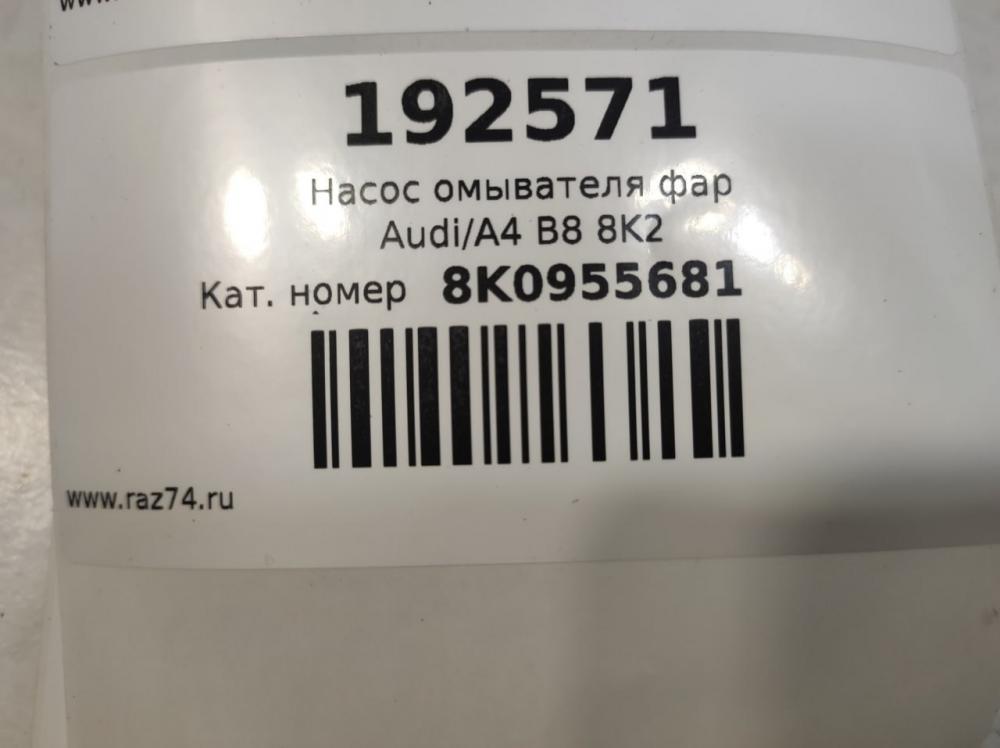 192571
Насос омывателя фар
Audi/A4 B8 8K2
Кат. номер 8K0955681
www.raz74.ru